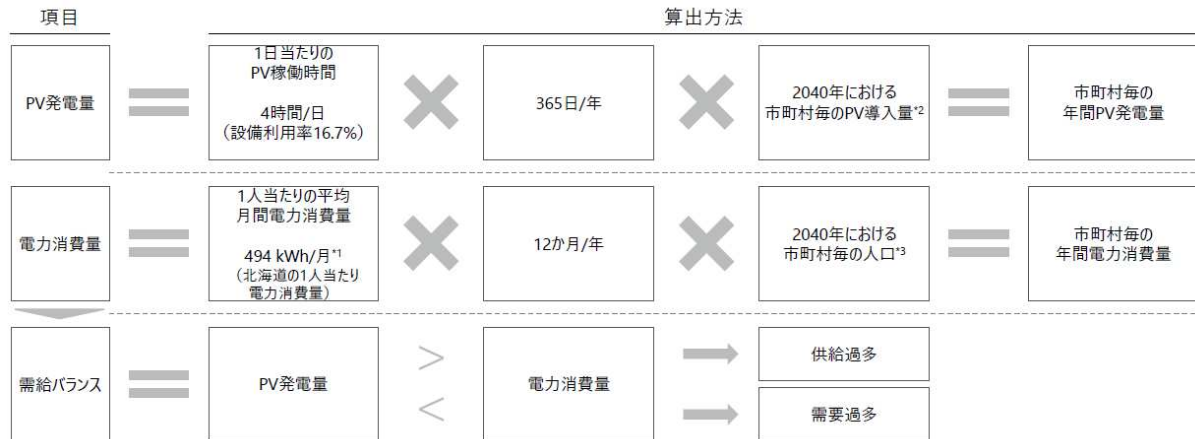 項目
算出方法
PV発電量
1日当たりの
PV稼働時間
4時間/日
（設備利用率16.7%）
365日/年
2040年における
市町村毎のPV導入量*2
市町村毎の
年間PV発電量
電力消費量
1人当たりの平均
月間電力消費量
494 kWh/月*1
（北海道の1人当たり
電力消費量）
12か月/年
2040年における
市町村毎の人口*3
市町村毎の
年間電力消費量
需給バランス
PV発電量
＞
＜
電力消費量
供給過多
需要過多